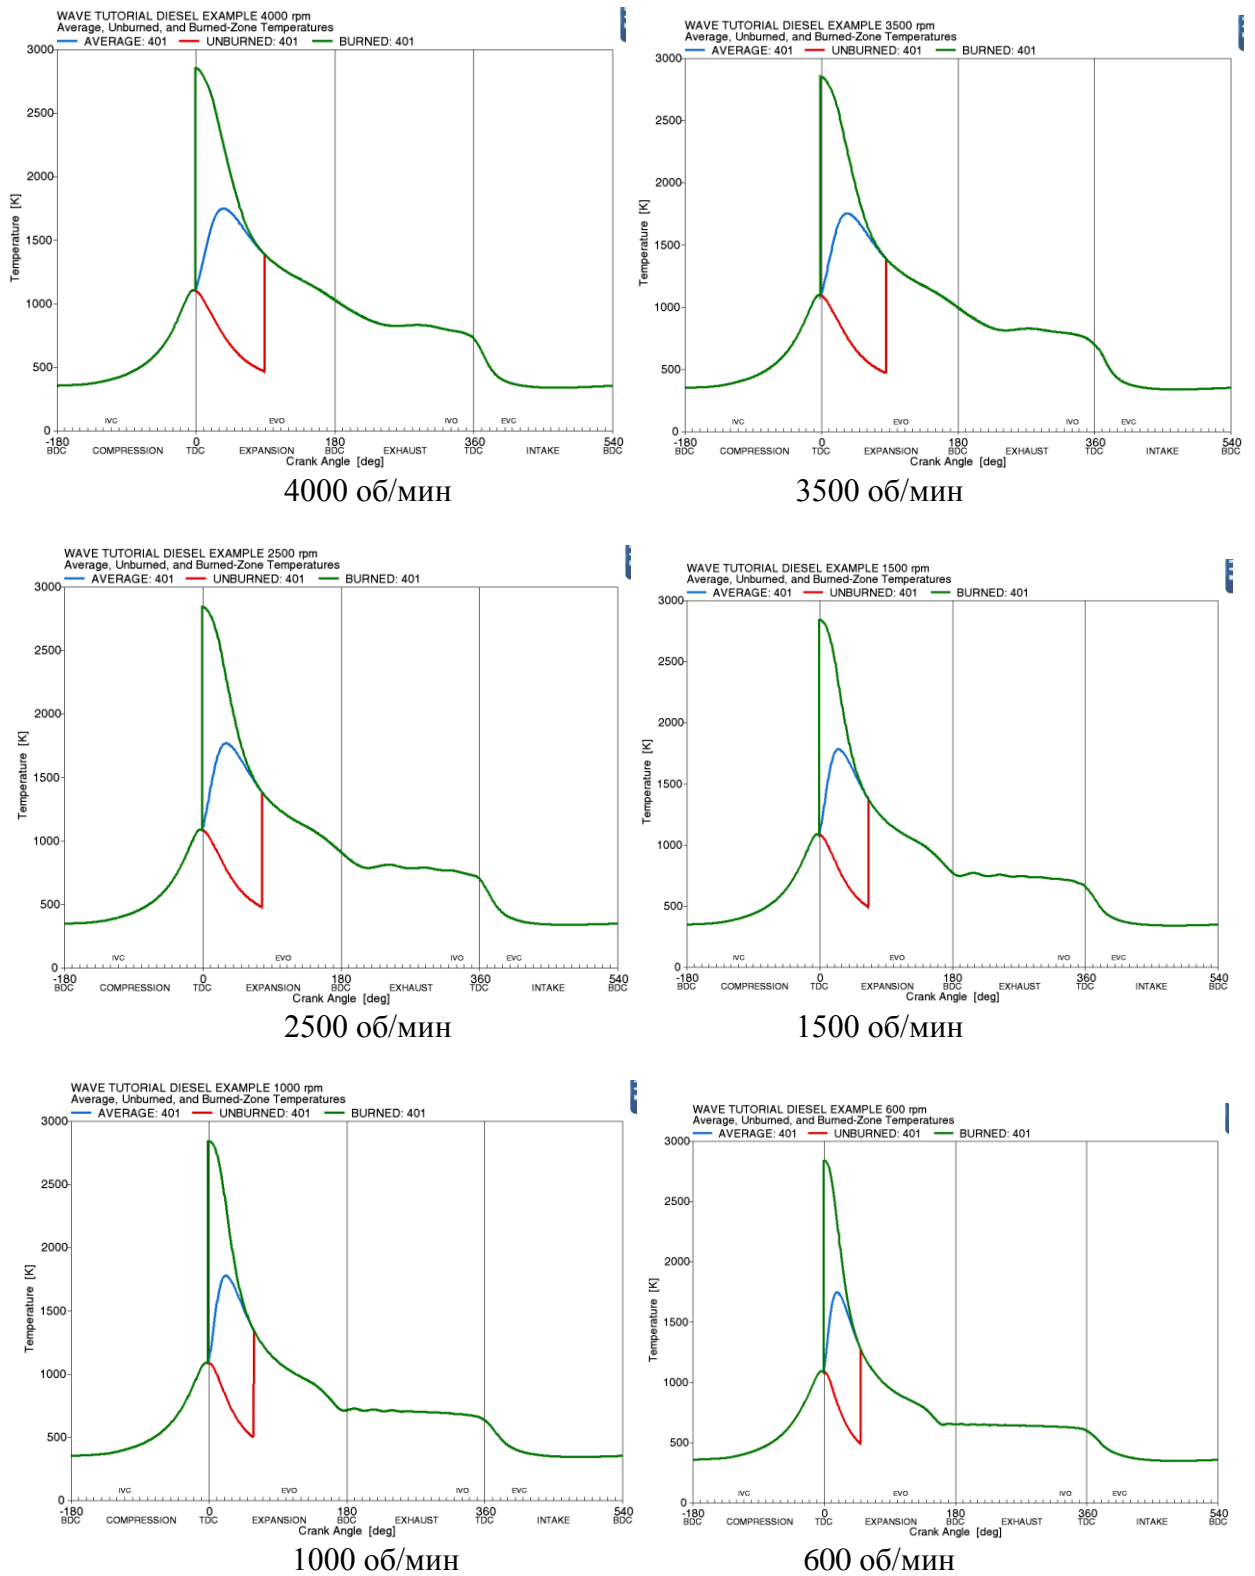 WAVE TUTORIAL DIESEL EXAMPLE 4000 rpm
Average, Unburned, and Burned-Zone Temperatures
AVERAGE: 401 UNBURNED: 401 BURNED: 401
3000
2500
2000
1500
1000
500
0
Temperature [K]
IVC EVO IVO EVC
-180 0 180 360 540
BDC COMPRESSION TDC EXPANSION BDC EXHAUST TDC INTAKE BDC
Crank Angle [deg]
4000 об/мин
WAVE TUTORIAL DIESEL EXAMPLE 3500 rpm
Average, Unburned, and Burned-Zone Temperatures
AVERAGE: 401 UNBURNED: 401 BURNED: 401
3000
2500
2000
1500
1000
500
0
Temperature [K]
IVC EVO IVO EVC
-180 0 180 360 540
BDC COMPRESSION TDC EXPANSION BDC EXHAUST TDC INTAKE BDC
Crank Angle [deg]
3500 об/мин
WAVE TUTORIAL DIESEL EXAMPLE 2500 rpm
Average, Unburned, and Burned-Zone Temperatures
AVERAGE: 401 UNBURNED: 401 BURNED: 401
3000
2500
2000
1500
1000
500
0
Temperature [K]
IVC EVO IVO EVC
-180 0 180 360 540
BDC COMPRESSION TDC EXPANSION BDC EXHAUST TDC INTAKE BDC
Crank Angle [deg]
2500 об/мин
WAVE TUTORIAL DIESEL EXAMPLE 1500 rpm
Average, Unburned, and Burned-Zone Temperatures
AVERAGE: 401 UNBURNED: 401 BURNED: 401
3000
2500
2000
1500
1000
500
0
Temperature [K]
IVC EVO IVO EVC
-180 0 180 360 540
BDC COMPRESSION TDC EXPANSION BDC EXHAUST TDC INTAKE BDC
Crank Angle [deg]
1500 об/мин
WAVE TUTORIAL DIESEL EXAMPLE 1000 rpm
Average, Unburned, and Burned-Zone Temperatures
AVERAGE: 401 UNBURNED: 401 BURNED: 401
3000
2500
2000
1500
1000
500
0
Temperature [K]
IVC EVO IVO EVC
-180 0 180 360 540
BDC COMPRESSION TDC EXPANSION BDC EXHAUST TDC INTAKE BDC
Crank Angle [deg]
1000 об/мин
WAVE TUTORIAL DIESEL EXAMPLE 600 rpm
Average, Unburned, and Burned-Zone Temperatures
AVERAGE: 401 UNBURNED: 401 BURNED: 401
3000
2500
2000
1500
1000
500
0
Temperature [K]
IVC EVO IVO EVC
-180 0 180 360 540
BDC COMPRESSION TDC EXPANSION BDC EXHAUST TDC INTAKE BDC
Crank Angle [deg]
600 об/мин